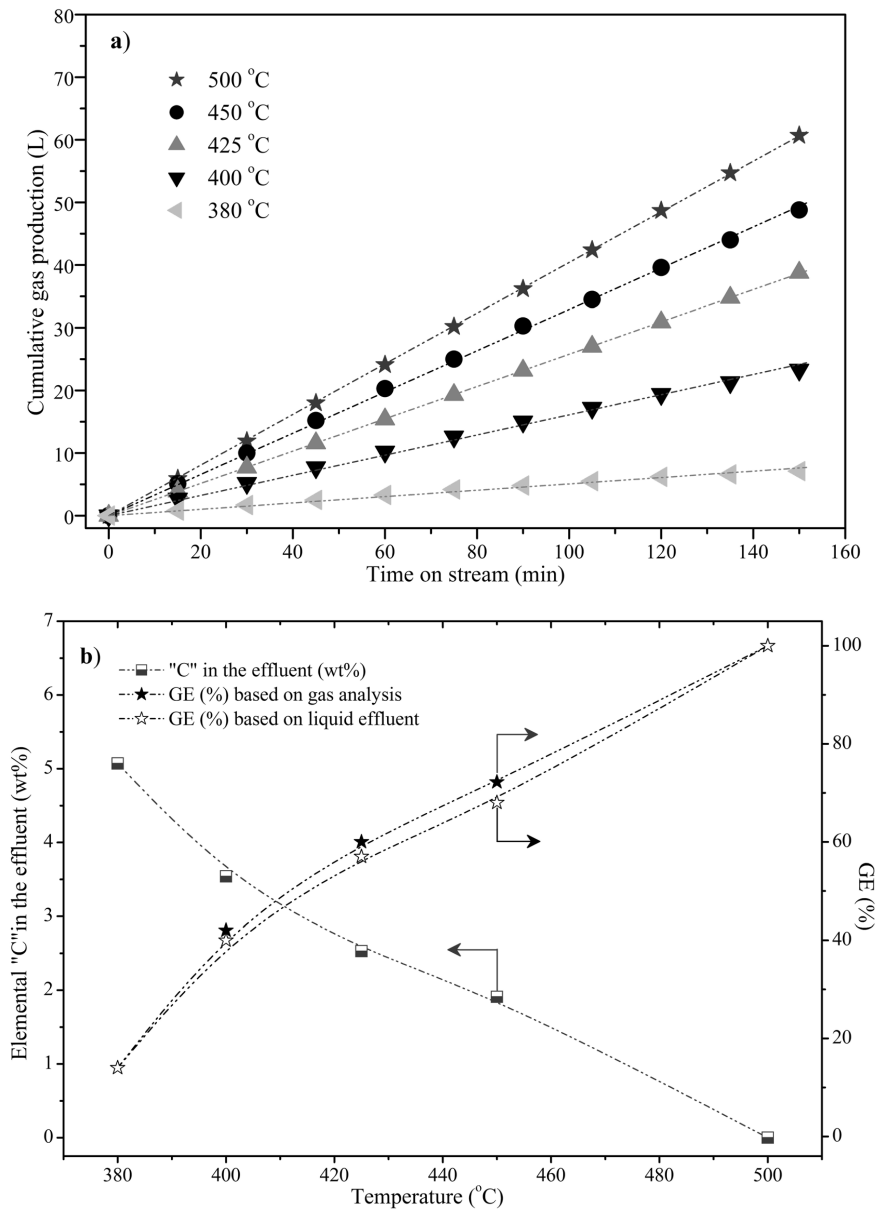 80
a)
70
500 °C
60
450 °C
425 °C
50
400 °C
380 °C
40
30
20
10
0
Cumulative gas production (L)
0 20 40 60 80 100 120 140 160
Time on stream (min)
7
b)
100
"C" in the effluent (wt%)
GE (%) based on gas analysis
GE (%) based on liquid effluent
6
80
5
4
60
3
40
2
20
1
0
0
Elemental "C"in the effluent (wt%)
GE (%)
380 400 425 440 460 480 500
Temperature (°C)